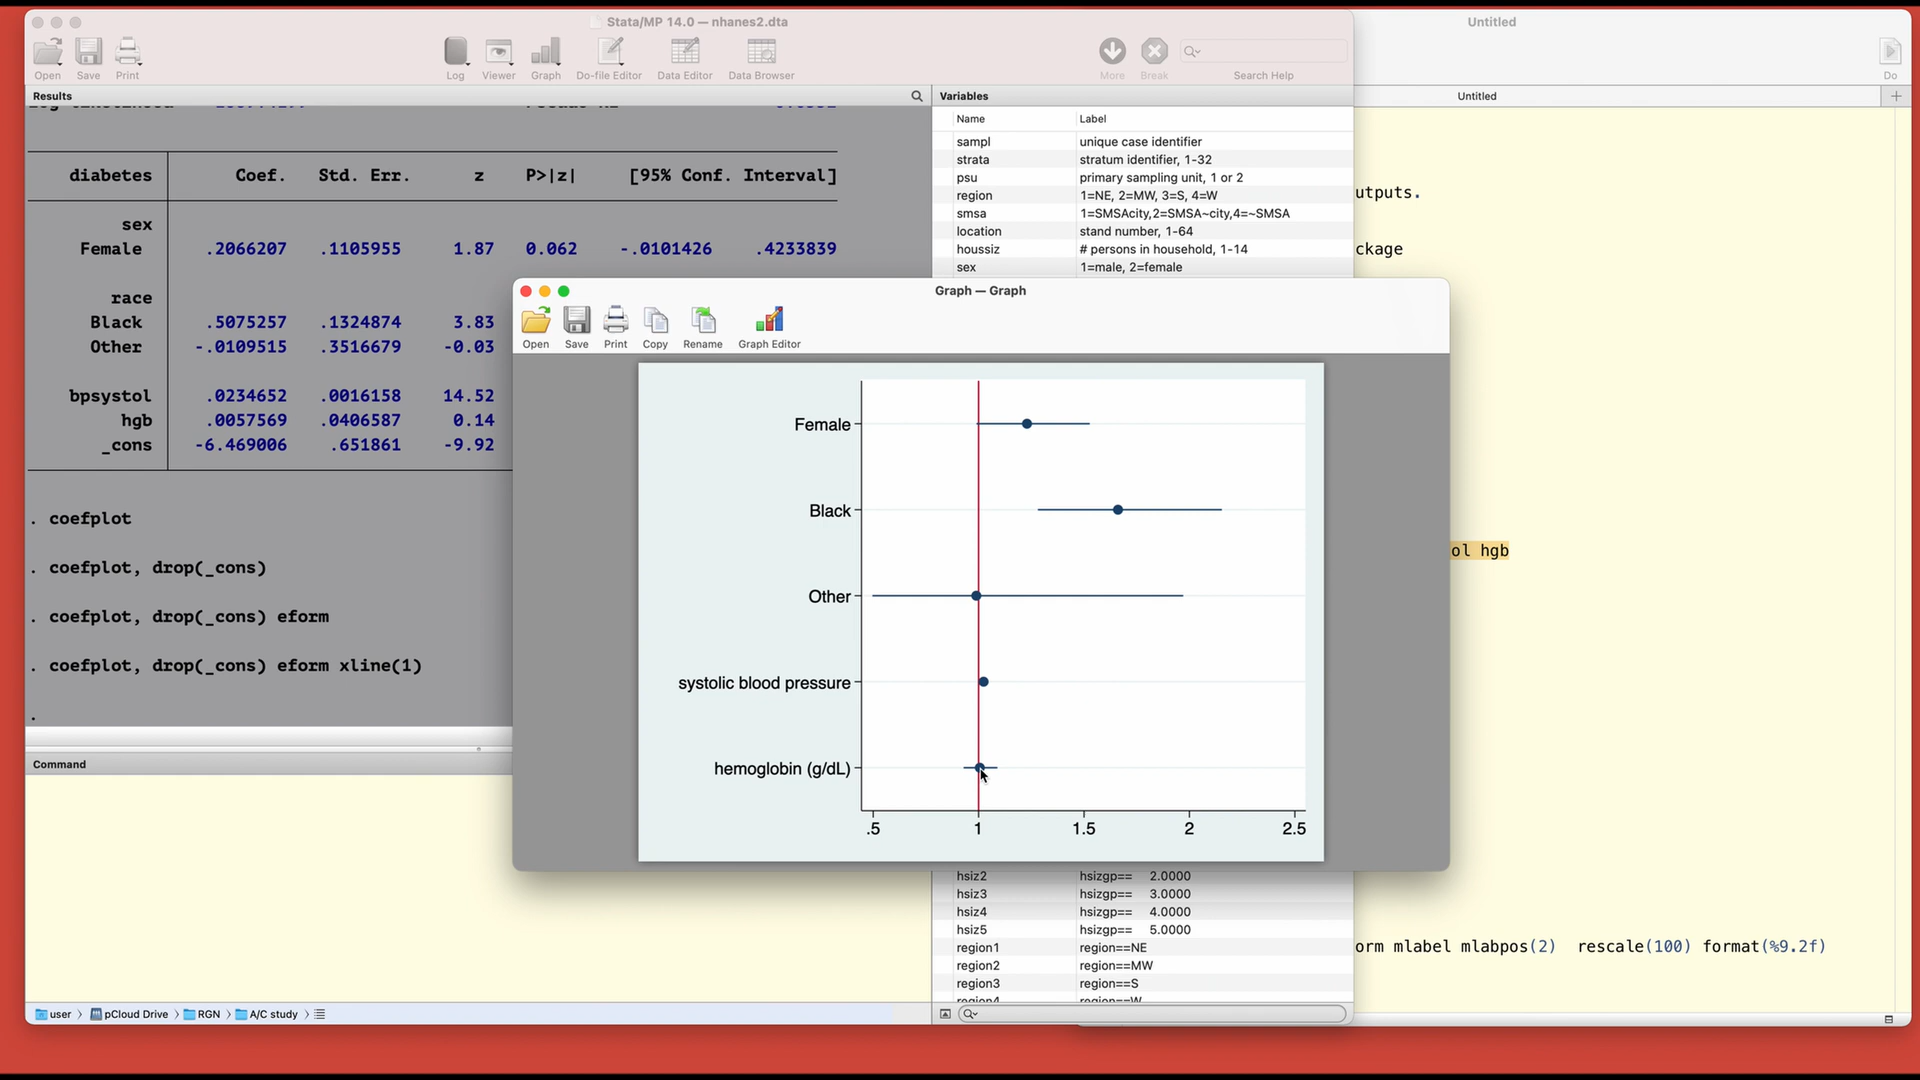 Stata/MP 14.0 — nhanes2.dta
Untitled
Open Save Print Log Viewer Graph Do-file Editor Data Editor Data Browser More Break Search Help Do
Results
Variables
Untitled
Name Label
sampl unique case identifier
strata stratum identifier, 1-32
psu primary sampling unit, 1 or 2
region 1=NE, 2=MW, 3=S, 4=W
smsa 1=SMSAcity,2=SMSA~city,4=~SMSA
location stand number, 1-64
houssiz # persons in household, 1-14
sex 1=male, 2=female
diabetes Coef. Std. Err. z P>|z| [95% Conf. Interval]
sex
Female .2066207 .1105955 1.87 0.062 -.0101426 .4233839
race
Black .5075257 .1324874 3.83
Other -.0109515 .3516679 -0.03
bpsystol .0234652 .0016158 14.52
hgb .0057569 .0406587 0.14
_cons -6.469006 .651861 -9.92
. coefplot
. coefplot, drop(_cons)
. coefplot, drop(_cons) eform
. coefplot, drop(_cons) eform xline(1)
.
Command
Graph — Graph
Open Save Print Copy Rename Graph Editor
Female
Black
Other
systolic blood pressure
hemoglobin (g/dL)
.5 1 1.5 2 2.5
utputs.
ckage
ol hgb
orm mlabel mlabpos(2) rescale(100) format(%9.2f)
hsiz2 hsizgp== 2.0000
hsiz3 hsizgp== 3.0000
hsiz4 hsizgp== 4.0000
hsiz5 hsizgp== 5.0000
region1 region==NE
region2 region==MW
region3 region==S
region4 region==W
user pCloud Drive RGN A/C study